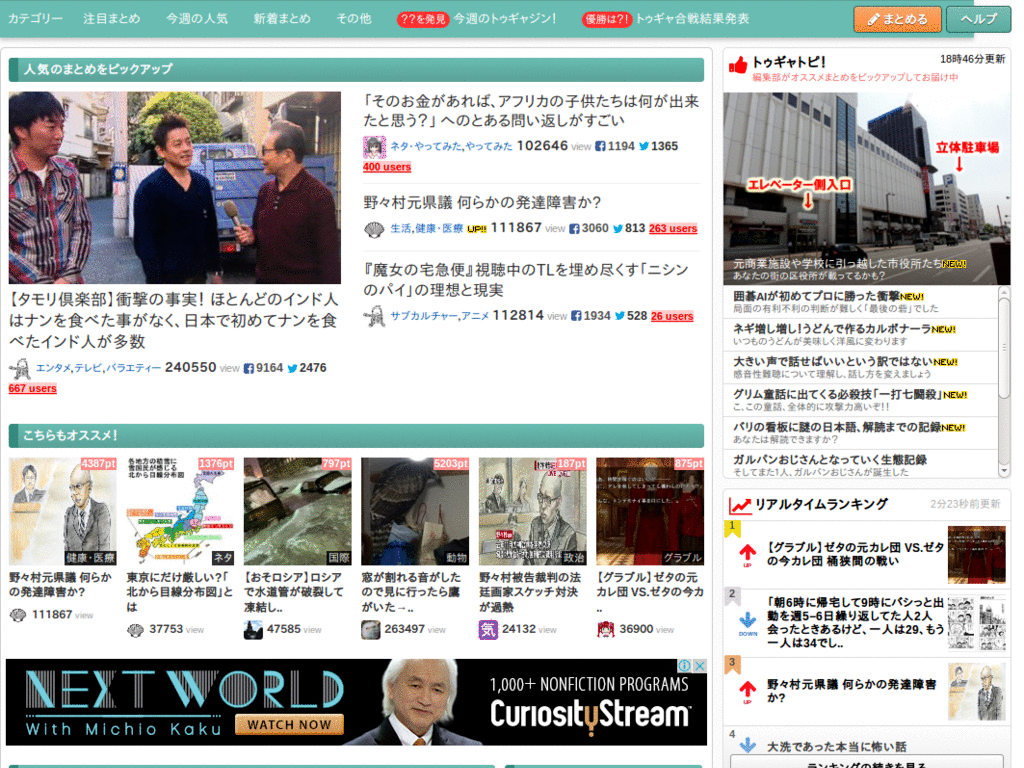 カテゴリー 注目まとめ 今週の人気 新着まとめ その他 ??を発見 今週のトゥギャジン! 優勝は?! トゥギャ合戦結果発表 まとめる ヘルプ
人気のまとめをピックアップ
【タモリ倶楽部】衝撃の事実! ほとんどのインド人
はナンを食べた事がなく、日本で初めてナンを食
べたインド人が多数
エンタメ,テレビ,バラエティー 240550 view 9164 2476
667 users
「そのお金があれば、アフリカの子供たちは何が出来
たと思う?」 へのとある問い返しがすごい
ネタ・やってみた,やってみた 102646 view 1194 1365
400 users
野々村元県議 何らかの発達障害か?
生活,健康・医療 UP!! 111867 view 3060 813 263 users
『魔女の宅急便』視聴中のTLを埋め尽くす「ニシン
のパイ」の理想と現実
サブカルチャー,アニメ 112814 view 1934 528 26 users
こちらもオススメ!
4387pt
健康・医療
野々村元県議 何らか
の発達障害か?
111867 view
各地方の積雪に
雪国民が感じる
北から目線分布図
1376pt
ネタ
東京にだけ厳しい?「
北から目線分布図」と
は
37753 view
797pt
国際
【おそロシア】ロシア
で水道管が破裂して
凍結し..
47585 view
5203pt
動物
窓が割れる音がした
ので見に行ったら鷹
がいた→..
263497 view
187pt
政治
野々村被告裁判の法
廷画家スケッチ対決
が過熱
気
24132 view
875pt
グラブル
【グラブル】ゼタの元
カレ団 VS.ゼタの今カ
..
36900 view
NEXT WORLD
With Michio Kaku
WATCH NOW
1,000+ NONFICTION PROGRAMS
CuriosityStream
トゥギャトピ! 18時46分更新
編集部がオススメまとめをピックアップしてお届け中
立体駐車場
エレベーター側入口
元商業施設や学校に引っ越した市役所たちNEW!
あなたの街の区役所が載ってるかも?
囲碁AIが初めてプロに勝った衝撃NEW!
局面の有利不利の判断が難しく「最後の砦」でした
ネギ増し増し!うどんで作るカルボナーラNEW!
いつものうどんが美味しく洋風に変わります
大きい声で話せばいいという訳ではないNEW!
感音性難聴について理解し、話し方を変えましょう
グリム童話に出てくる必殺技「一打七闘殺」NEW!
こ、この童話、全体的に攻撃力高いぞ!!
パリの看板に謎の日本語、解読までの記録NEW!
あなたは解読できますか?
ガルパンおじさんとなっていく生態記録
そしてまた1人、ガルパンおじさんが誕生した
リアルタイムランキング 2分23秒前更新
1
UP
【グラブル】ゼタの元カレ団 VS.ゼタ
の今カレ団 桶狭間の戦い
2
DOWN
「朝6時に帰宅して9時にバシっと出
勤を週5−6日繰り返してた人2人
会ったときあるけど、一人は29、もう
一人は34でし..
3
UP
野々村元県議 何らかの発達障害
か?
4
大洗であった本当に怖い話
ランキングの続きを見る